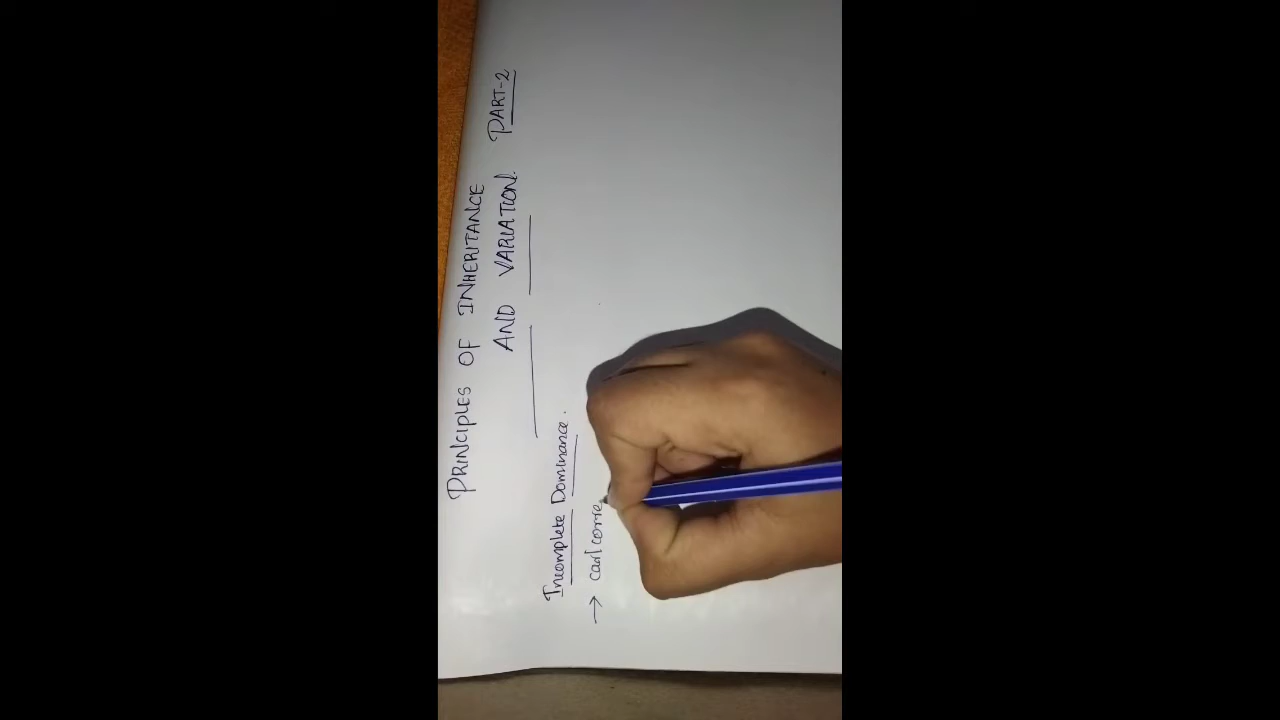 PRINCIPLES OF INHERITANCE
AND VARIATION. PART-2
Incomplete Dominance.
→ Carl corre